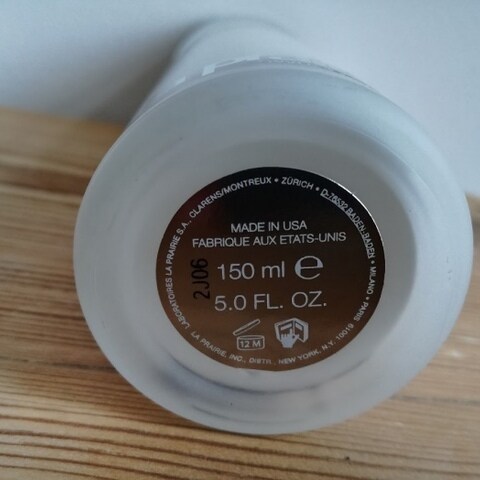 LABORATOIRES LA PRAIRIE S.A., CLARENS/MONTREUX • ZÜRICH • D-76532 BADEN-BADEN • MILANO • PARIS
MADE IN USA
FABRIQUE AUX ETATS-UNIS
2J06
150 ml e
5.0 FL. OZ.
12 M
LA PRAIRIE, INC., DISTR., NEW YORK, N.Y. 10019